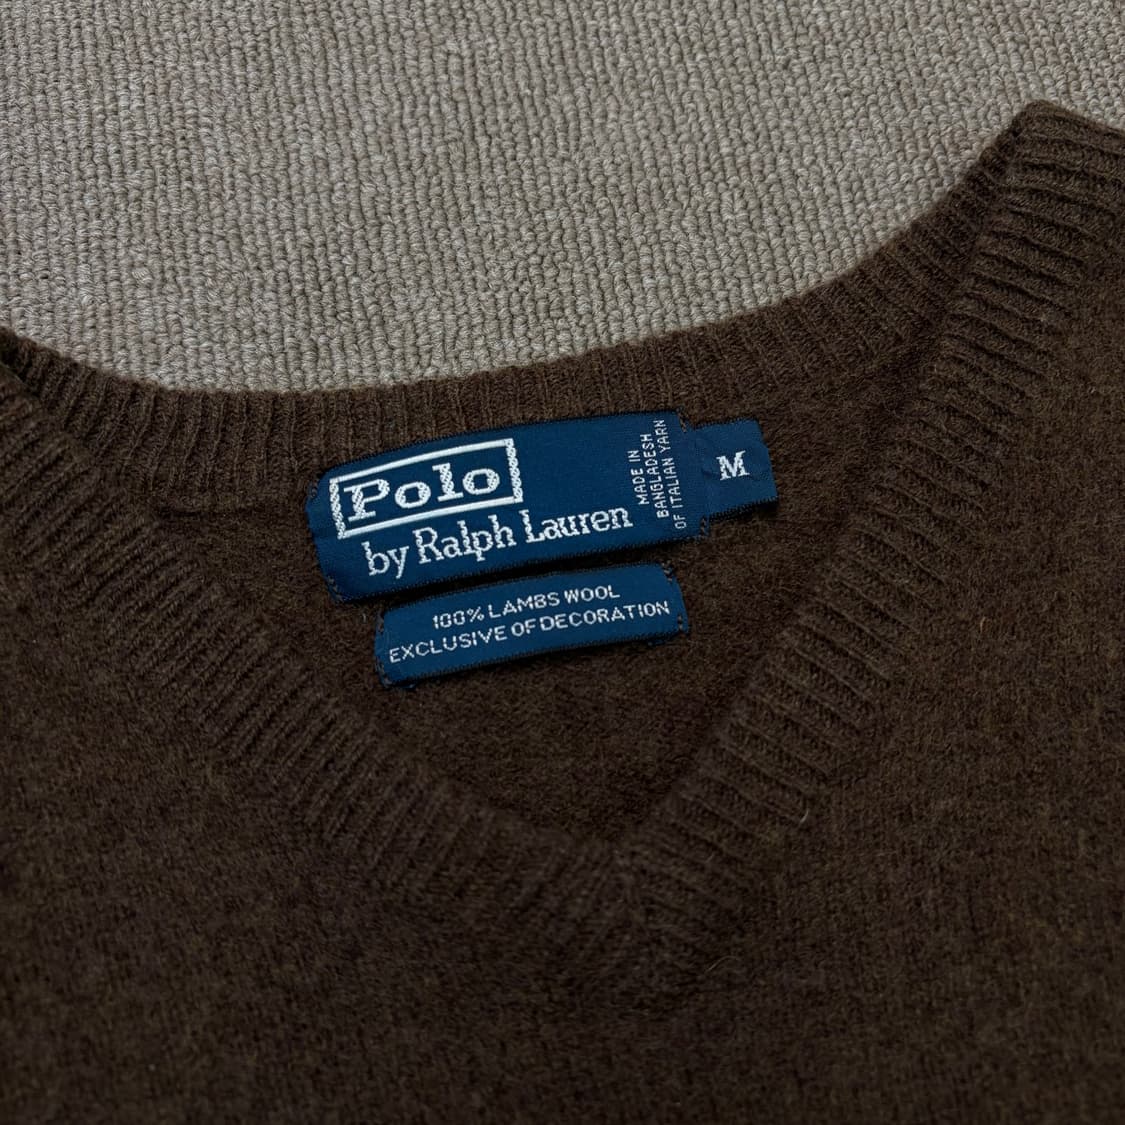 Polo
by Ralph Lauren
MADE IN
BANGLADESH
OF ITALIAN YARN
M
100% LAMBS WOOL
EXCLUSIVE OF DECORATION